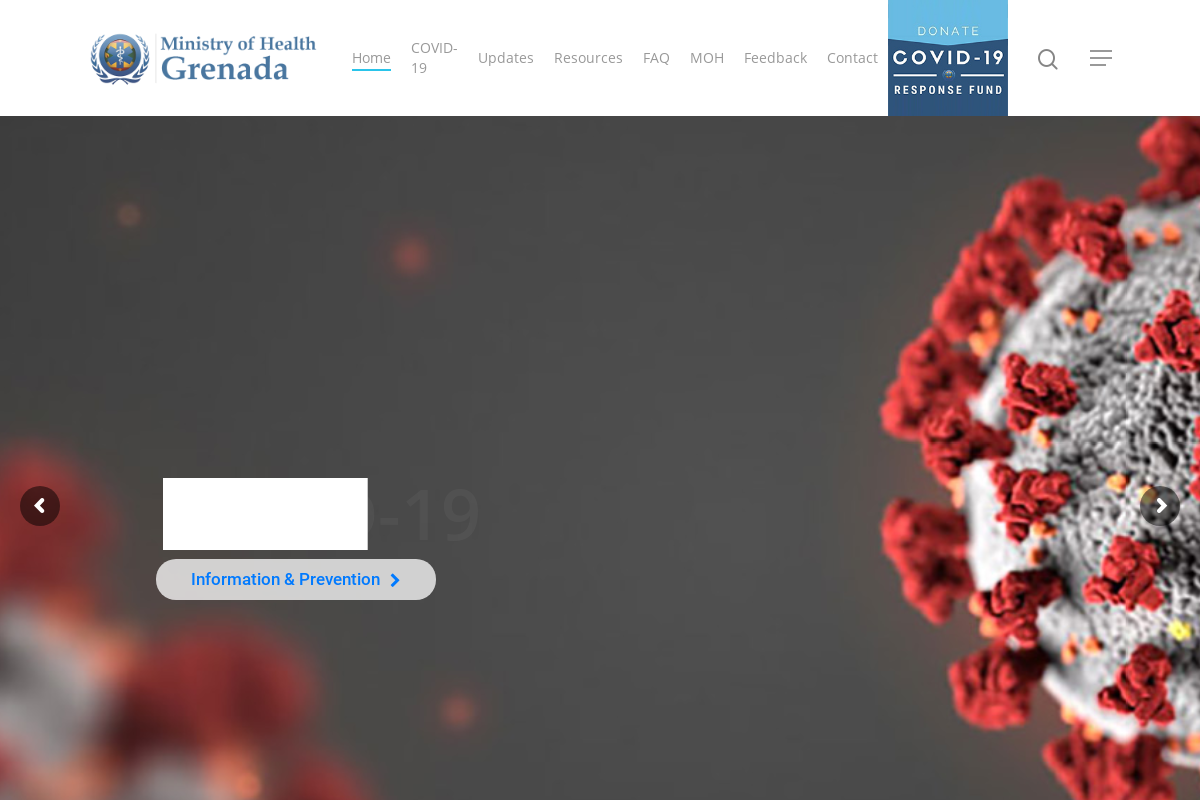 Ministry of Health
Grenada
Home
COVID-
19
Updates
Resources
FAQ
MOH
Feedback
Contact
DONATE
COVID-19
RESPONSE FUND
-19
Information & Prevention